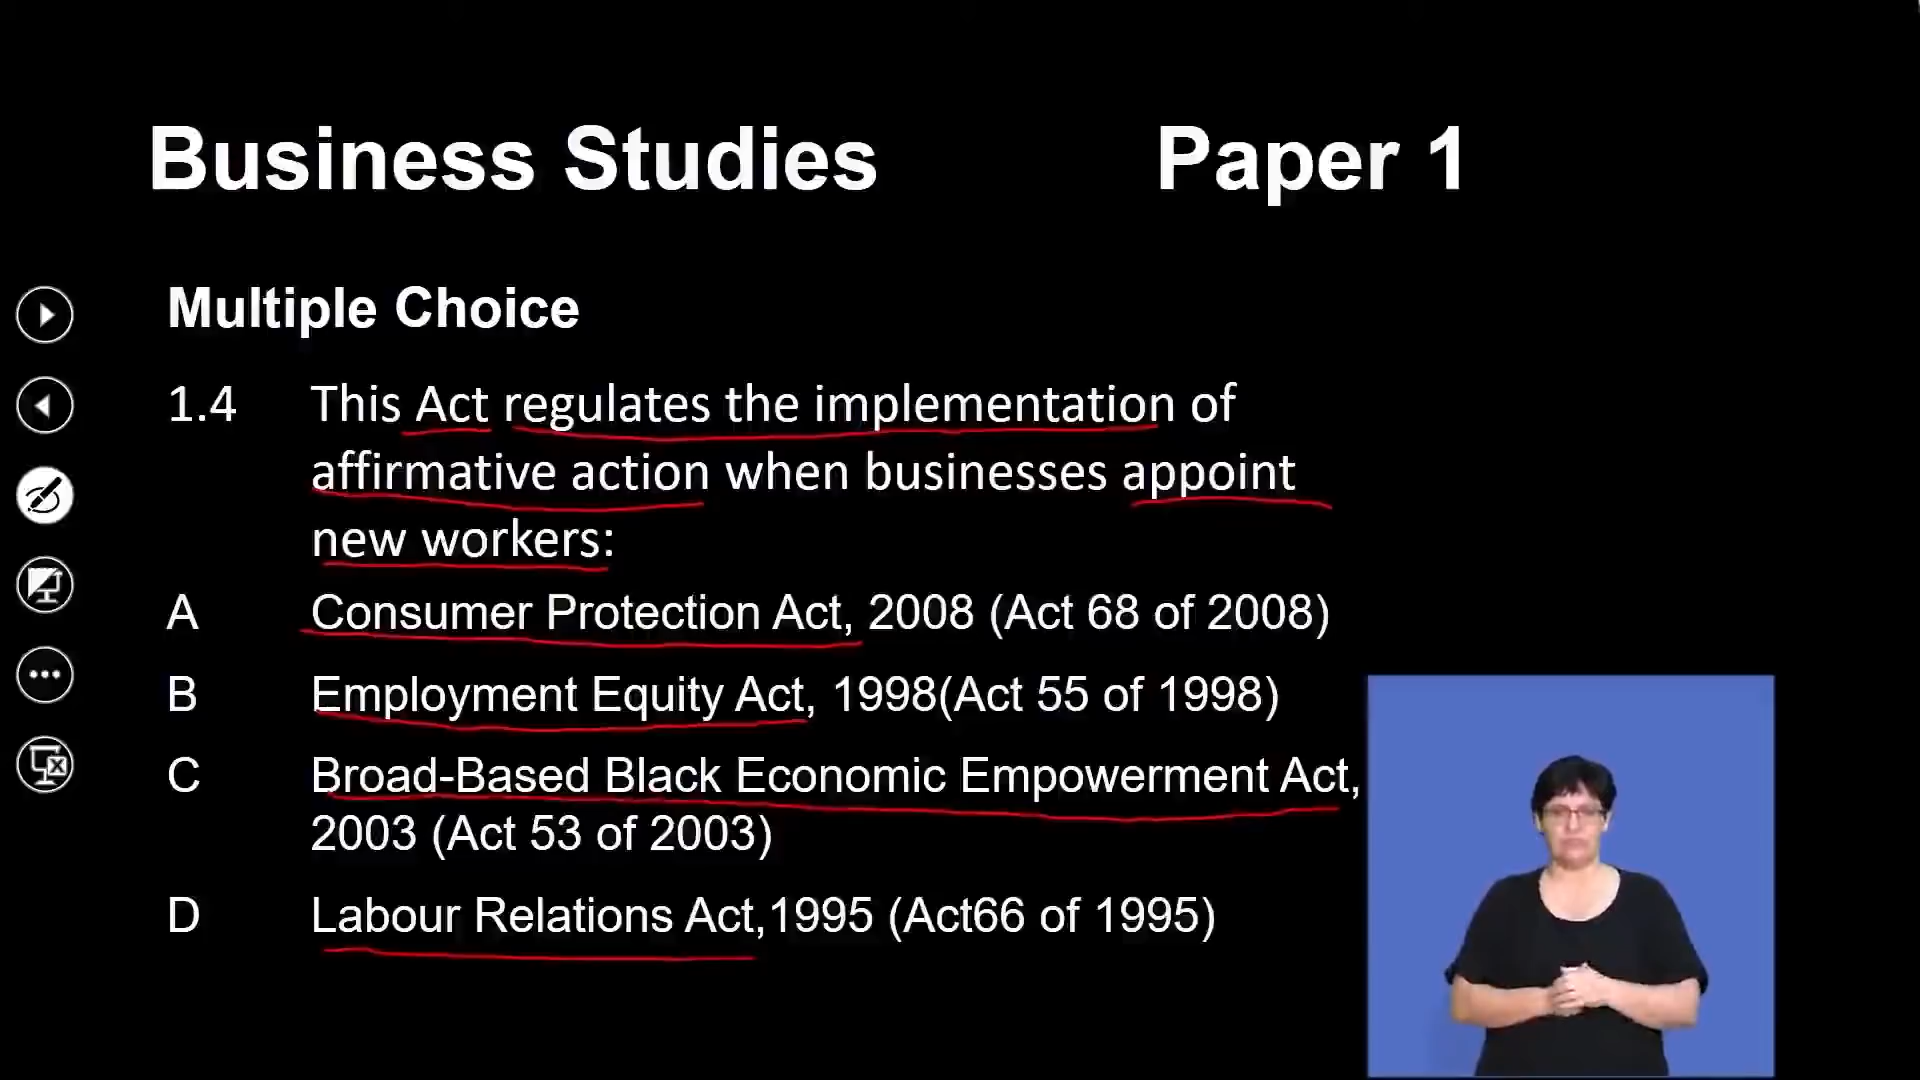 Business Studies Paper 1
Multiple Choice
1.4 This Act regulates the implementation of
affirmative action when businesses appoint
new workers:
A Consumer Protection Act, 2008 (Act 68 of 2008)
B Employment Equity Act, 1998(Act 55 of 1998)
C Broad-Based Black Economic Empowerment Act,
2003 (Act 53 of 2003)
D Labour Relations Act,1995 (Act66 of 1995)